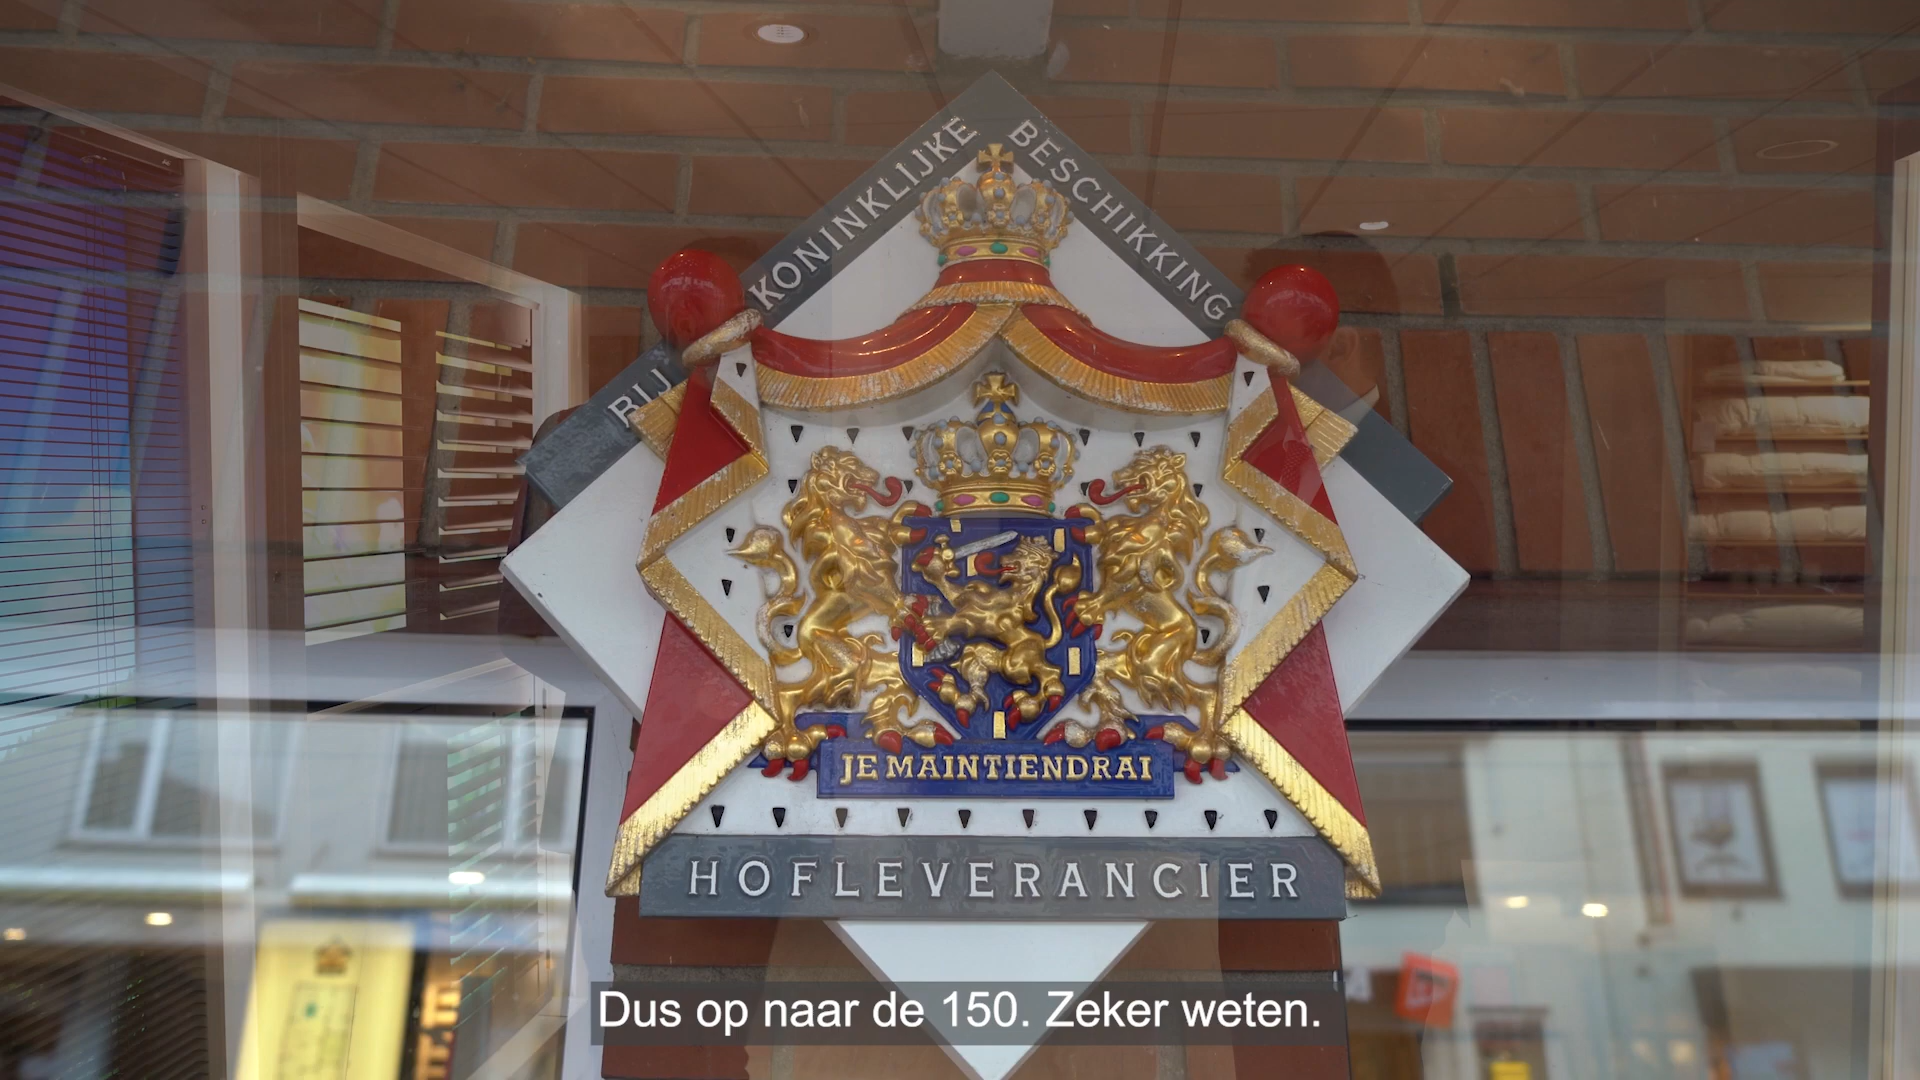 BIJ KONINKLIJKE BESCHIKKING
JE MAINTIENDRAI
HOFLEVERANCIER
Dus op naar de 150. Zeker weten.